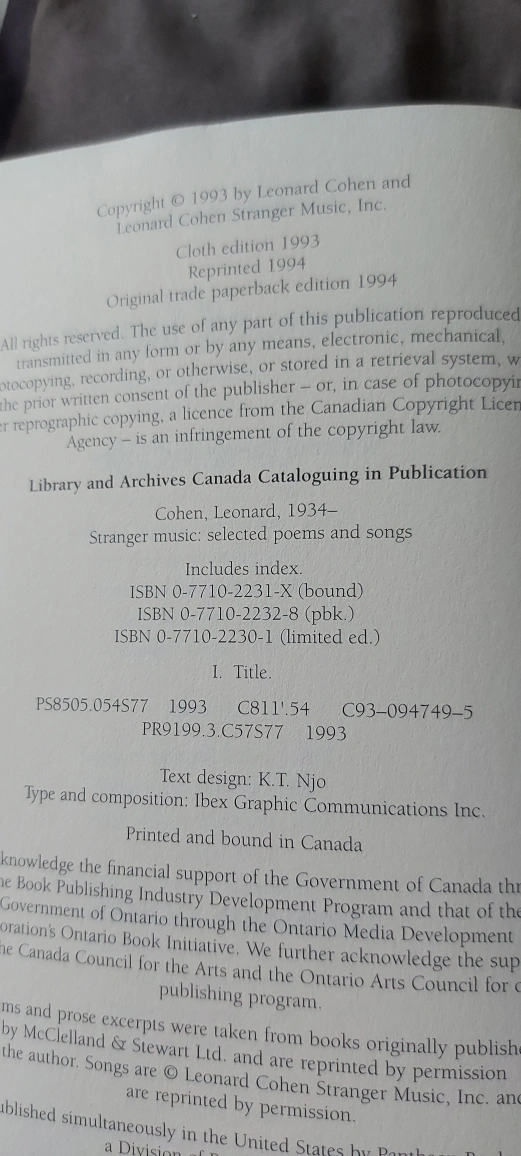 Copyright © 1993 by Leonard Cohen and
Leonard Cohen Stranger Music, Inc.
Cloth edition 1993
Reprinted 1994
Original trade paperback edition 1994
All rights reserved. The use of any part of this publication reproduced
transmitted in any form or by any means, electronic, mechanical,
otocopying, recording, or otherwise, or stored in a retrieval system, w
the prior written consent of the publisher – or, in case of photocopyin
er reprographic copying, a licence from the Canadian Copyright Licen
Agency – is an infringement of the copyright law.
Library and Archives Canada Cataloguing in Publication
Cohen, Leonard, 1934–
Stranger music: selected poems and songs
Includes index.
ISBN 0-7710-2231-X (bound)
ISBN 0-7710-2232-8 (pbk.)
ISBN 0-7710-2230-1 (limited ed.)
I. Title.
PS8505.054S77 1993 C811'.54 C93–094749–5
PR9199.3.C57S77 1993
Text design: K.T. Njo
Type and composition: Ibex Graphic Communications Inc.
Printed and bound in Canada
knowledge the financial support of the Government of Canada thr
he Book Publishing Industry Development Program and that of the
Government of Ontario through the Ontario Media Development
oration's Ontario Book Initiative. We further acknowledge the sup
he Canada Council for the Arts and the Ontario Arts Council for o
publishing program.
ms and prose excerpts were taken from books originally publishe
by McClelland & Stewart Ltd. and are reprinted by permission
the author. Songs are © Leonard Cohen Stranger Music, Inc. and
are reprinted by permission.
ublished simultaneously in the United States by
a Division of